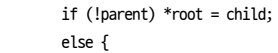 if (!parent) *root = child;
else {